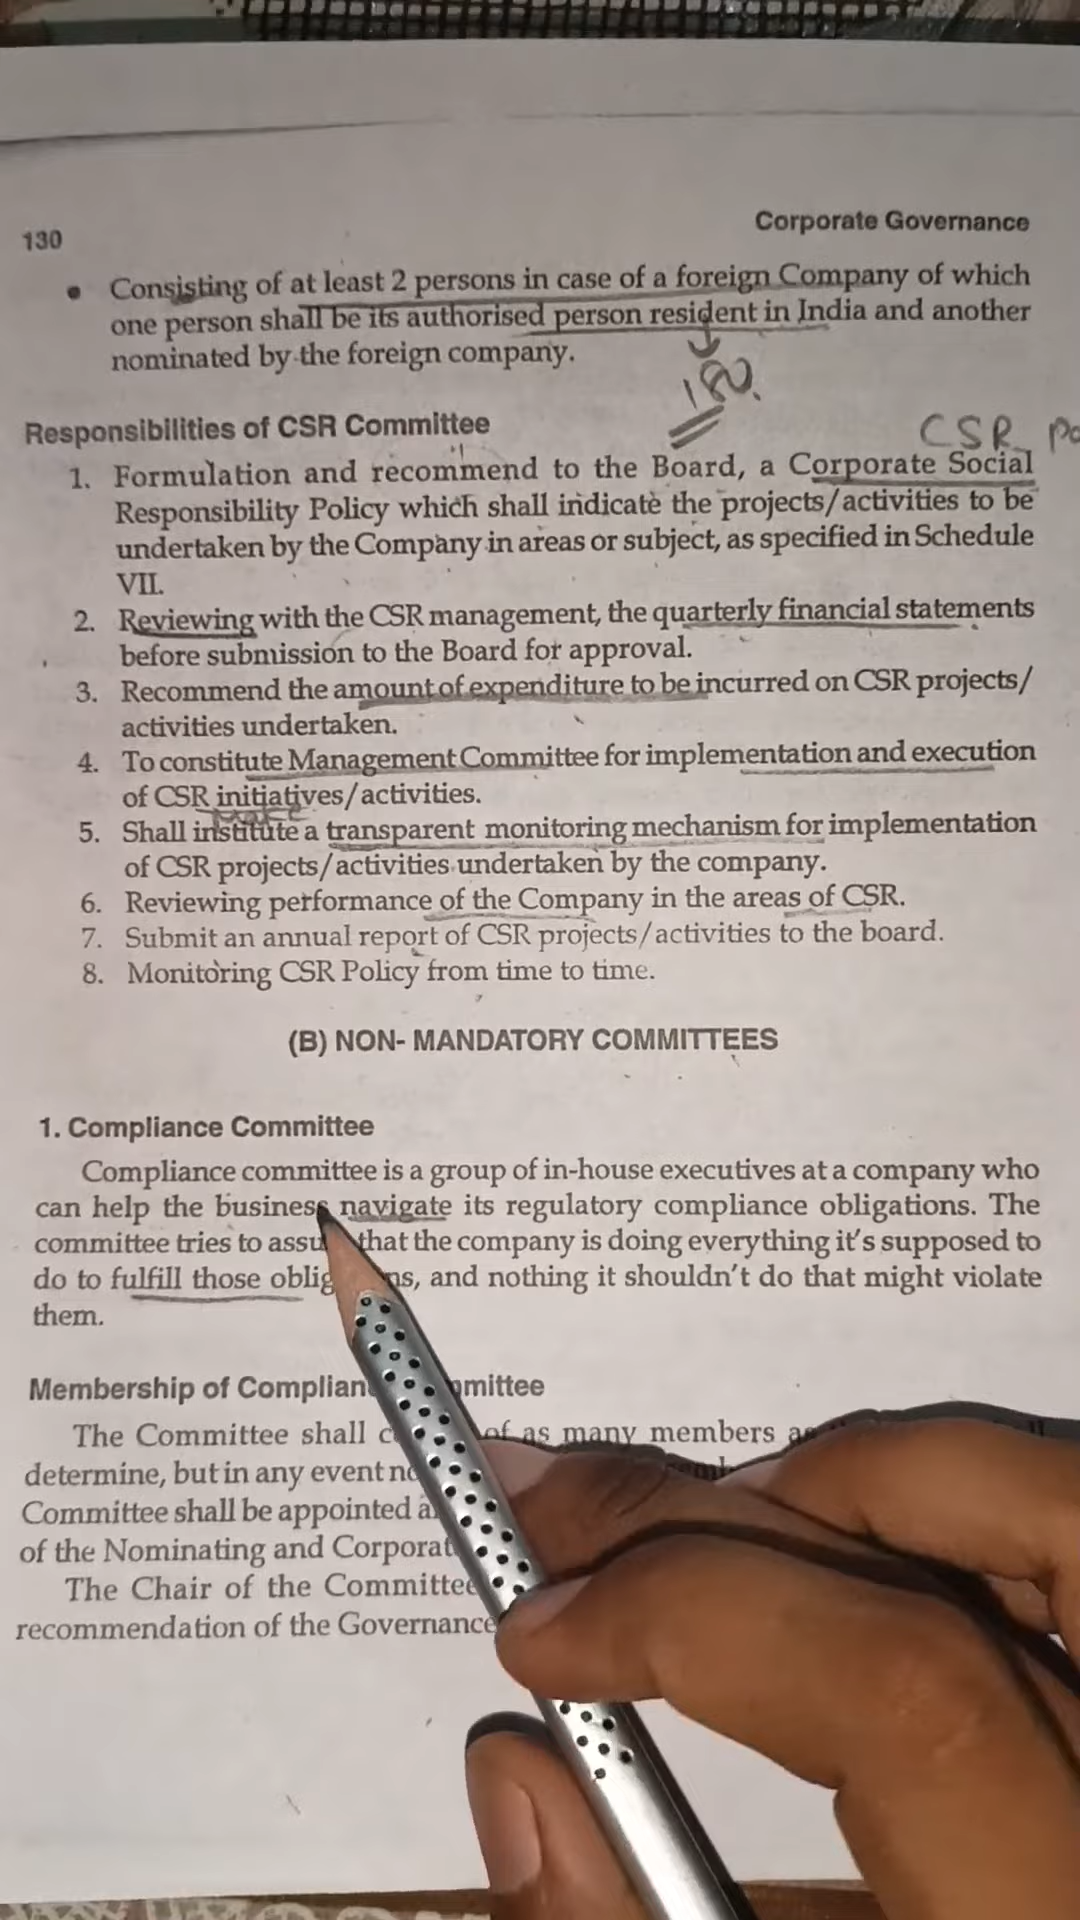 130
Corporate Governance
• Consisting of at least 2 persons in case of a foreign Company of which
one person shall be its authorised person resident in India and another
nominated by the foreign company.
180.
Responsibilities of CSR Committee
CSR
1. Formulation and recommend to the Board, a Corporate Social
Responsibility Policy which shall indicate the projects/activities to be
undertaken by the Company in areas or subject, as specified in Schedule
VII.
2. Reviewing with the CSR management, the quarterly financial statements
before submission to the Board for approval.
3. Recommend the amount of expenditure to be incurred on CSR projects/
activities undertaken.
4. To constitute Management Committee for implementation and execution
of CSR initiatives/activities.
Make
5. Shall institute a transparent monitoring mechanism for implementation
of CSR projects/activities undertaken by the company.
6. Reviewing performance of the Company in the areas of CSR.
7. Submit an annual report of CSR projects/activities to the board.
8. Monitoring CSR Policy from time to time.
(B) NON- MANDATORY COMMITTEES
1. Compliance Committee
Compliance committee is a group of in-house executives at a company who
can help the business navigate its regulatory compliance obligations. The
committee tries to that the company is doing everything it's supposed to
do to fulfill those and nothing it shouldn't do that might violate
them.
Membership of
The Committee shall of as many members
determine, but in any event
Committee shall be appointed
of the Nominating and
The Chair of the Committee
recommendation of the Governance